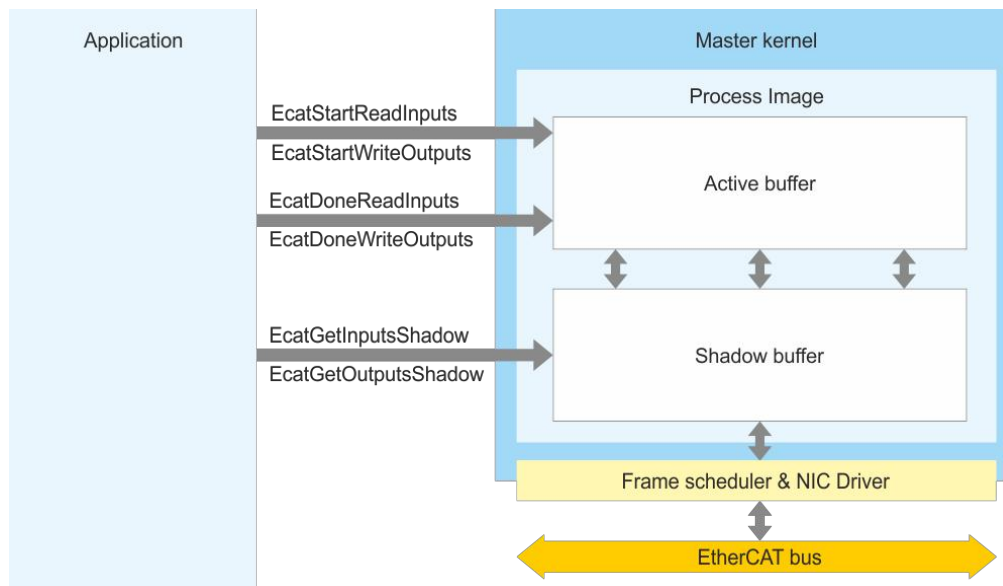 Application
Master kernel
Process Image
EcatStartReadInputs
EcatStartWriteOutputs
Active buffer
EcatDoneReadInputs
EcatDoneWriteOutputs
EcatGetInputsShadow
EcatGetOutputsShadow
Shadow buffer
Frame scheduler & NIC Driver
EtherCAT bus